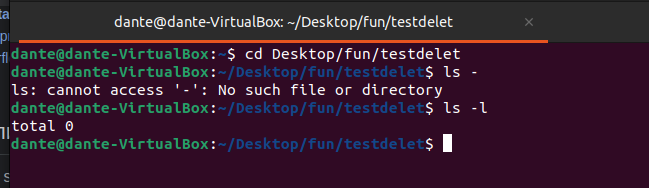 dante@dante-VirtualBox: ~/Desktop/fun/testdelet ×
dante@dante-VirtualBox:~$ cd Desktop/fun/testdelet
dante@dante-VirtualBox:~/Desktop/fun/testdelet$ ls -
ls: cannot access '-': No such file or directory
dante@dante-VirtualBox:~/Desktop/fun/testdelet$ ls -l
total 0
dante@dante-VirtualBox:~/Desktop/fun/testdelet$